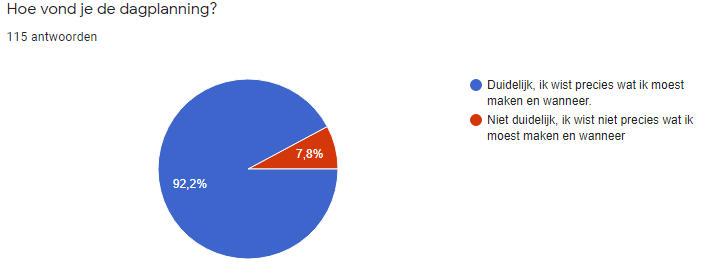 Hoe vond je de dagplanning?
115 antwoorden
Duidelijk, ik wist precies wat ik moest
maken en wanneer.
Niet duidelijk, ik wist niet precies wat ik
moest maken en wanneer
7,8%
92,2%